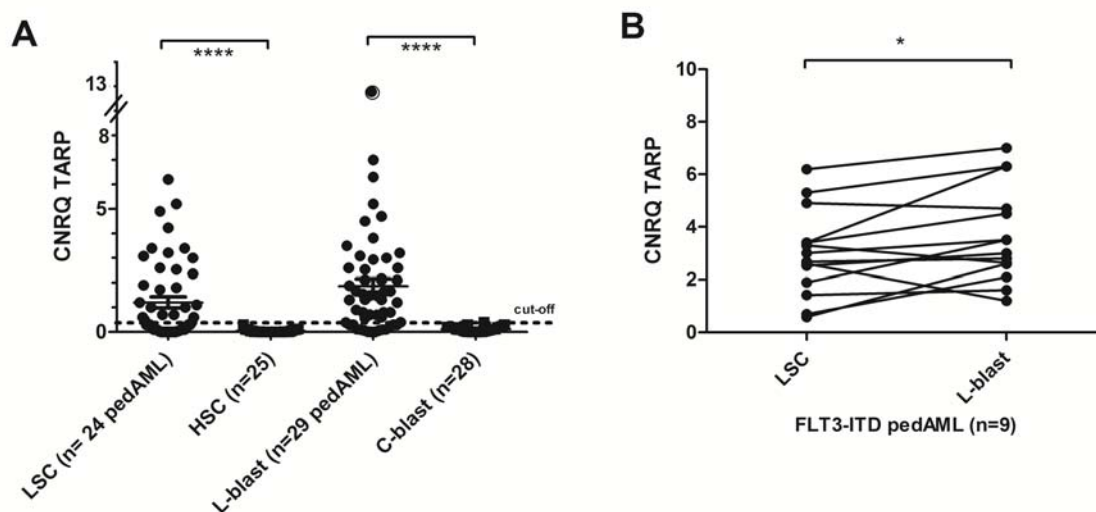 A
****
****
13
8
5
0
CNRQ TARP
cut-off
LSC (n= 24 pedAML)
HSC (n=25)
L-blast (n=29 pedAML)
C-blast (n=28)
B
*
10
8
6
4
2
0
CNRQ TARP
LSC
L-blast
FLT3-ITD pedAML (n=9)